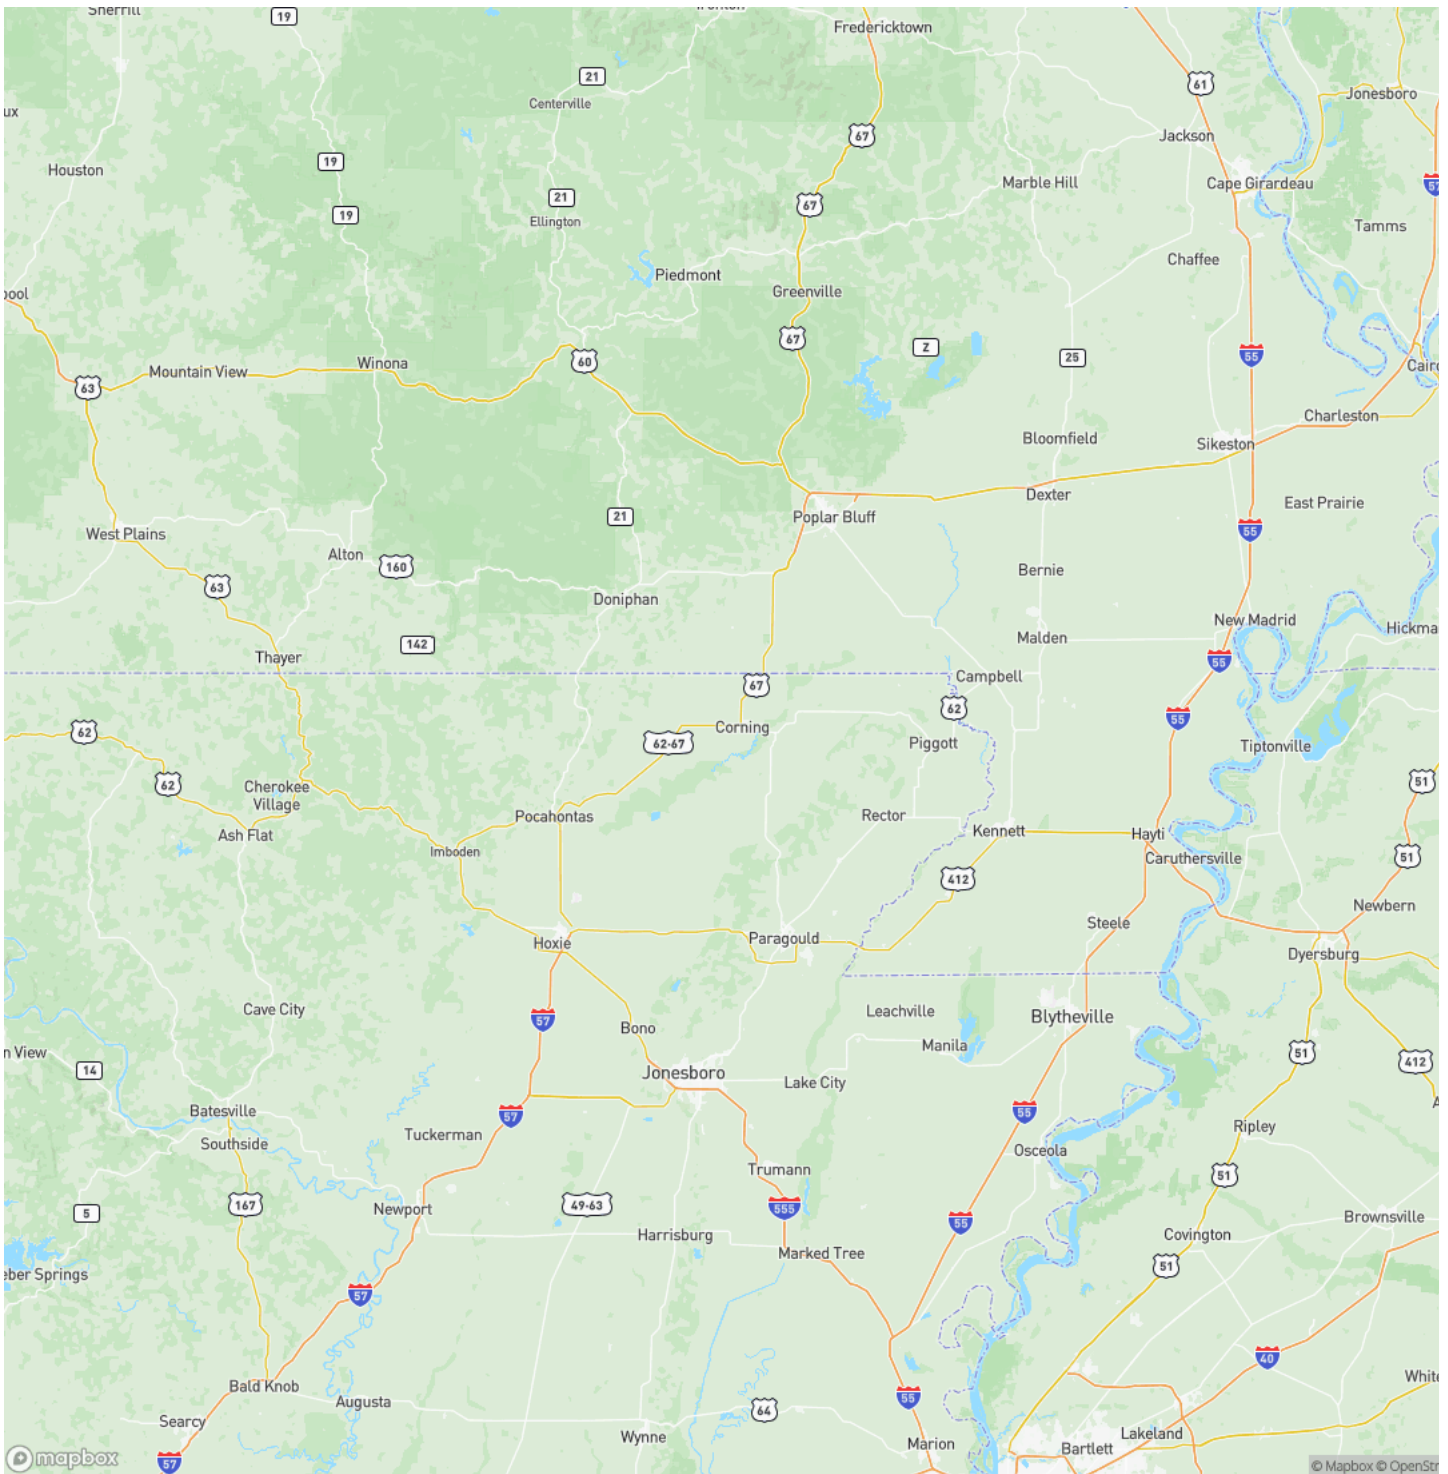 Sherrill
19
Fredericktown
21
Centerville
61
Jonesboro
67
Jackson
Houston
19
Marble Hill
Cape Girardeau
57
21
67
19
Ellington
Tamms
Chaffee
Piedmont
Greenville
67
Z
25
55
60
Winona
Mountain View
63
Charleston
Bloomfield
Sikeston
Dexter
East Prairie
21
Poplar Bluff
55
West Plains
Alton
160
Bernie
63
Doniphan
New Madrid
Hickma
142
Malden
Thayer
55
Campbell
67
62
55
62
Corning
62-67
Piggott
Tiptonville
62
51
Cherokee
Village
Pocahontas
Rector
Ash Flat
Kennett
Hayti
Imboden
Caruthersville
51
412
Newbern
Steele
Hoxie
Paragould
Dyersburg
Cave City
Leachville
57
Bono
Blytheville
n View
Manila
51
412
14
Jonesboro
Lake City
Batesville
57
55
Tuckerman
Southside
Ripley
Osceola
Trumann
51
167
49-63
555
5
Newport
55
Brownsville
Harrisburg
Covington
Marked Tree
51
eber Springs
57
40
Bald Knob
White
55
Augusta
64
Searcy
Wynne
Marion
Bartlett
Lakeland
57
mapbox
© Mapbox © OpenStr